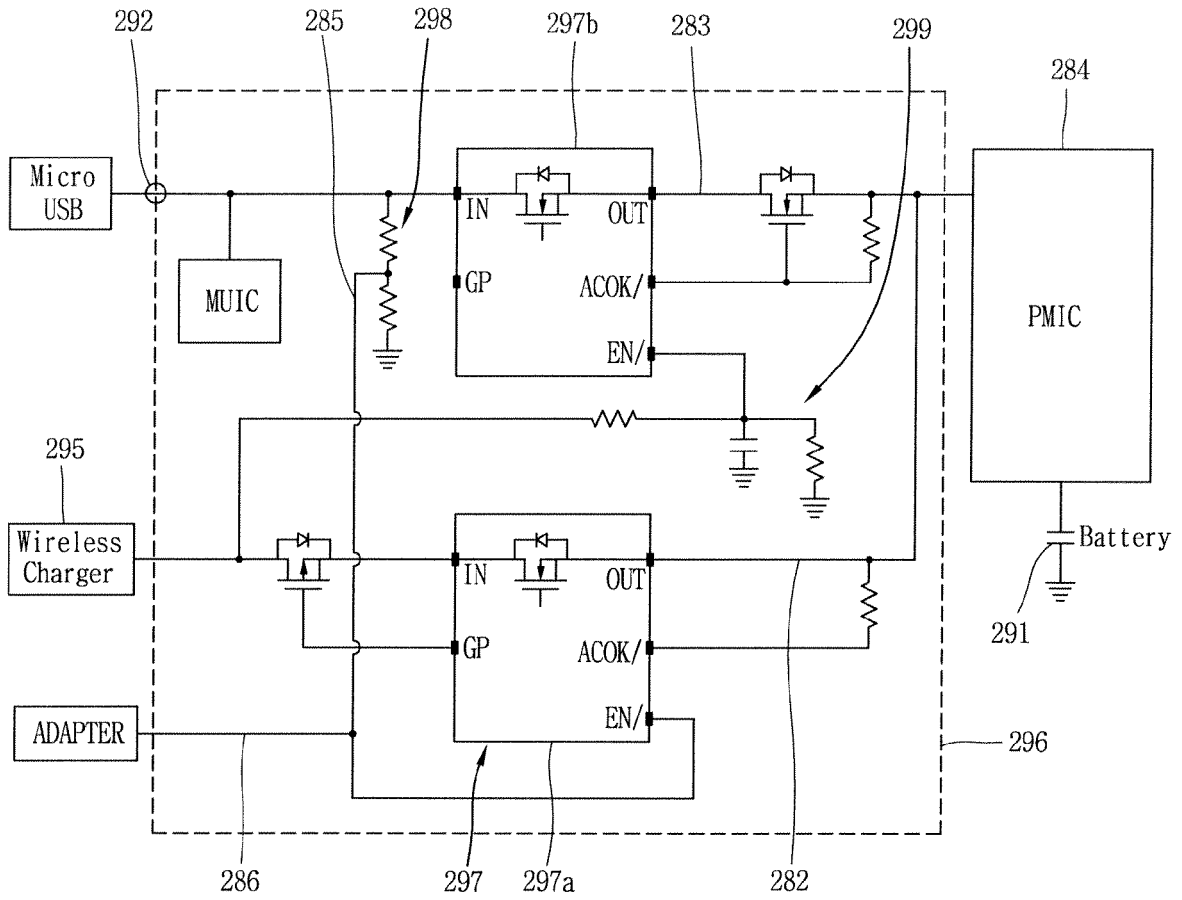 292
285
298
297b
283
299
284
Micro
USB
IN
OUT
GP
ACOK/
EN/
MUIC
PMIC
295
Wireless
Charger
IN
OUT
GP
ACOK/
EN/
Battery
291
ADAPTER
296
286
297
297a
282